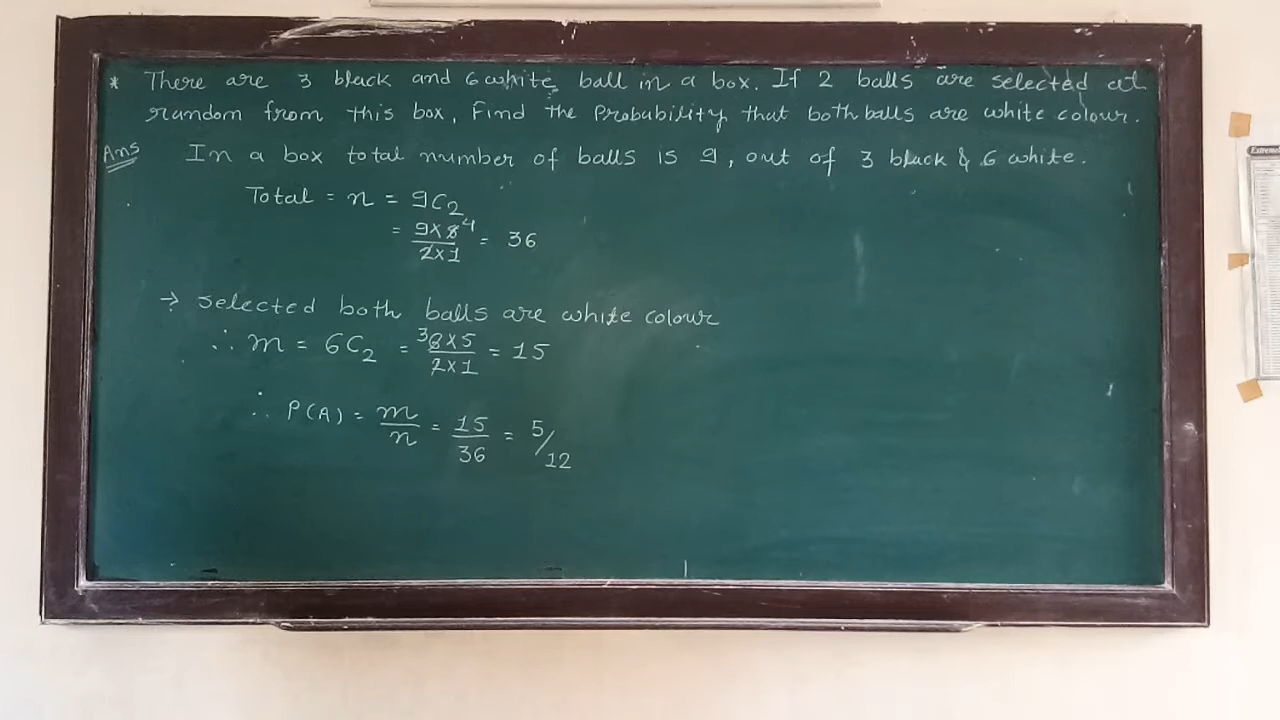 * There are 3 black and 6 white ball in a box. If 2 balls are selected at
random from this box, Find the Probability that both balls are white colour.
Ans In a box total number of balls is 9, out of 3 black & 6 white.
Total = n = 9C2
= 9×8 4 / 2×1 = 36
→ selected both balls are white colour
∴ m = 6C2 = 3 6×5 / 2×1 = 15
∴ P(A) = m/n = 15/36 = 5/12
Extremel